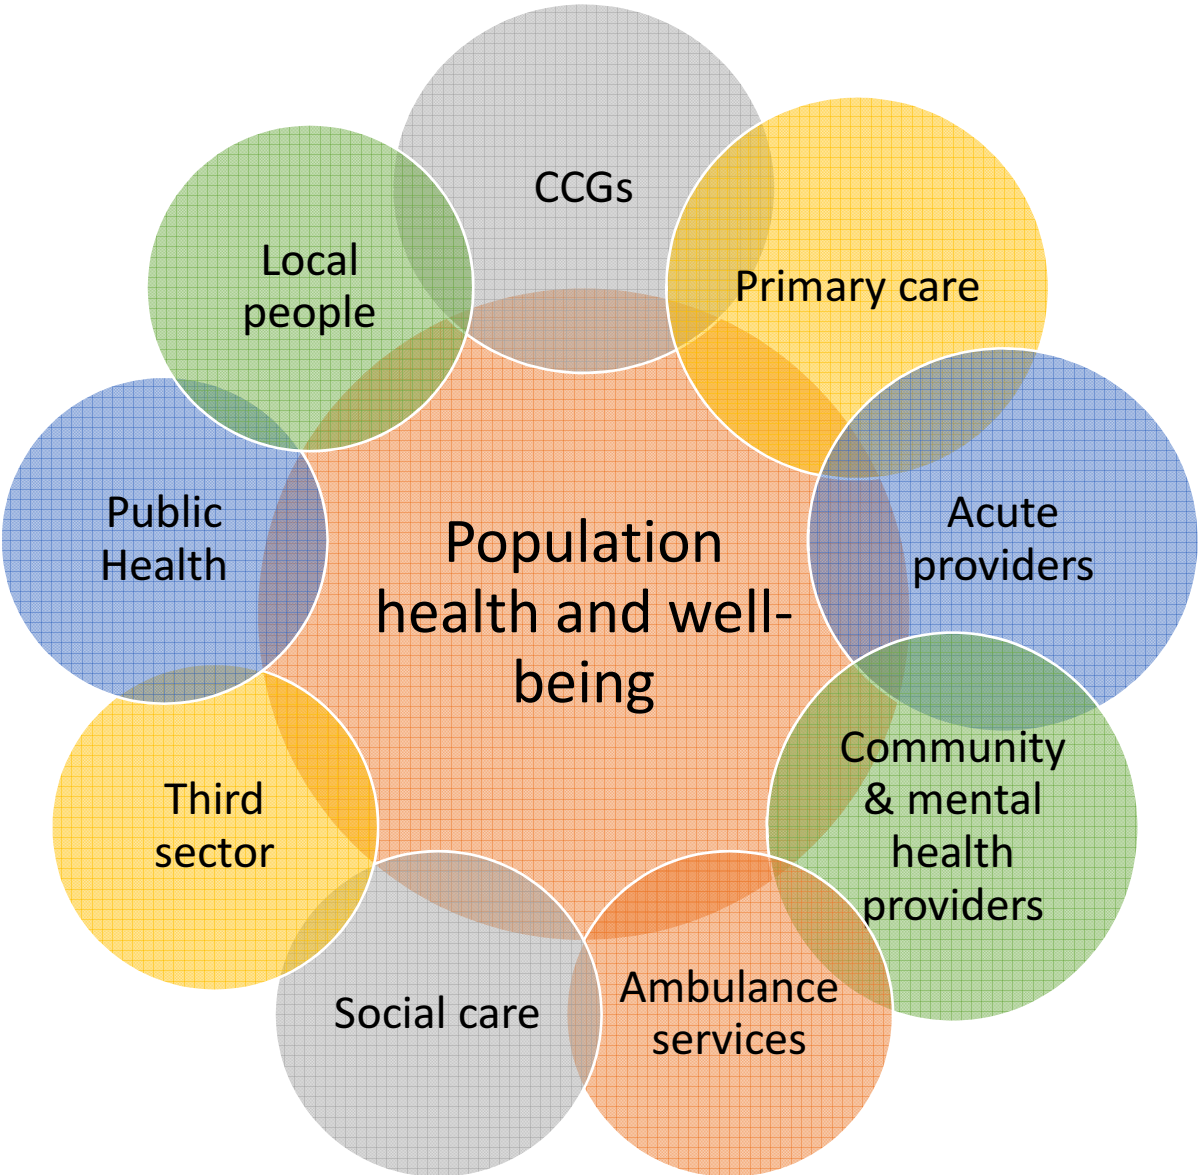 CCGs
Primary care
Acute
providers
Community
& mental
health
providers
Ambulance
services
Social care
Third
sector
Public
Health
Local
people
Population
health and well-
being